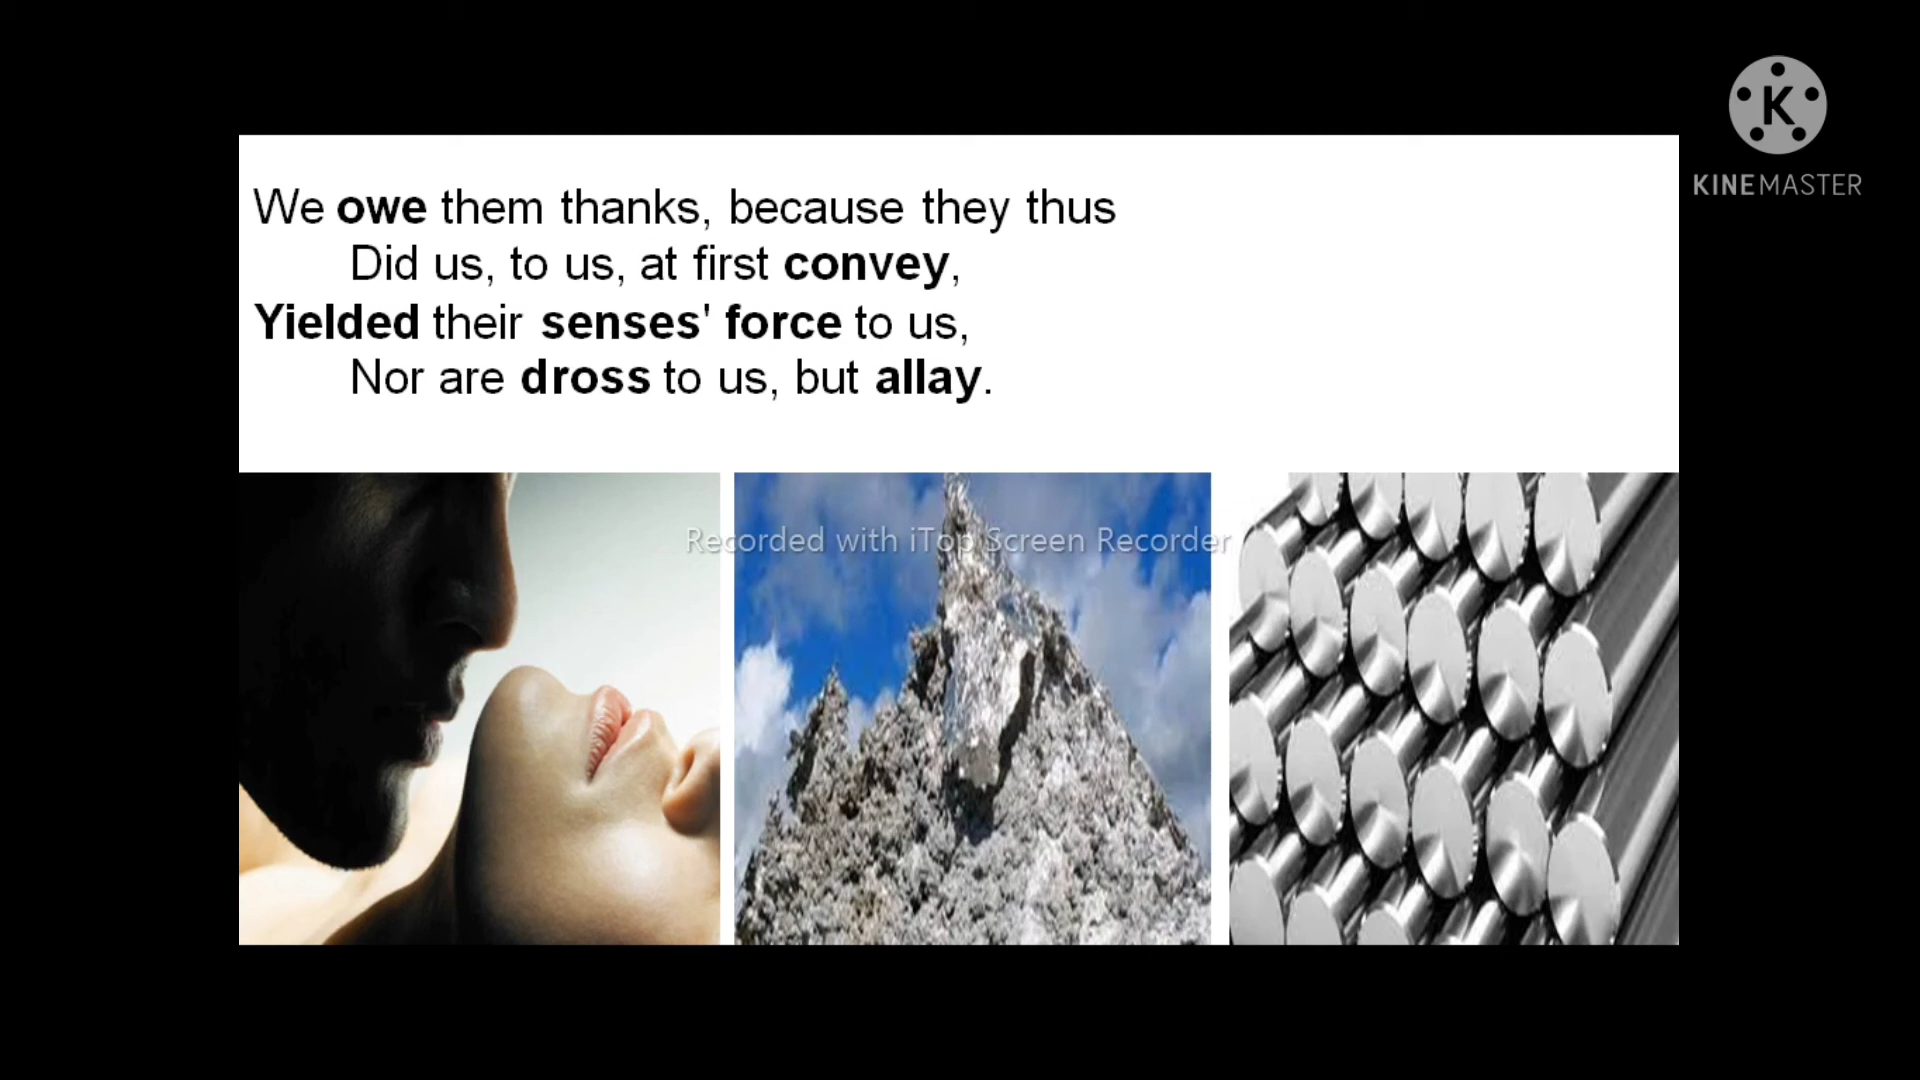 We owe them thanks, because they thus
Did us, to us, at first convey,
Yielded their senses' force to us,
Nor are dross to us, but allay.
K
KINEMASTER
Recorded with iTop Screen Recorder